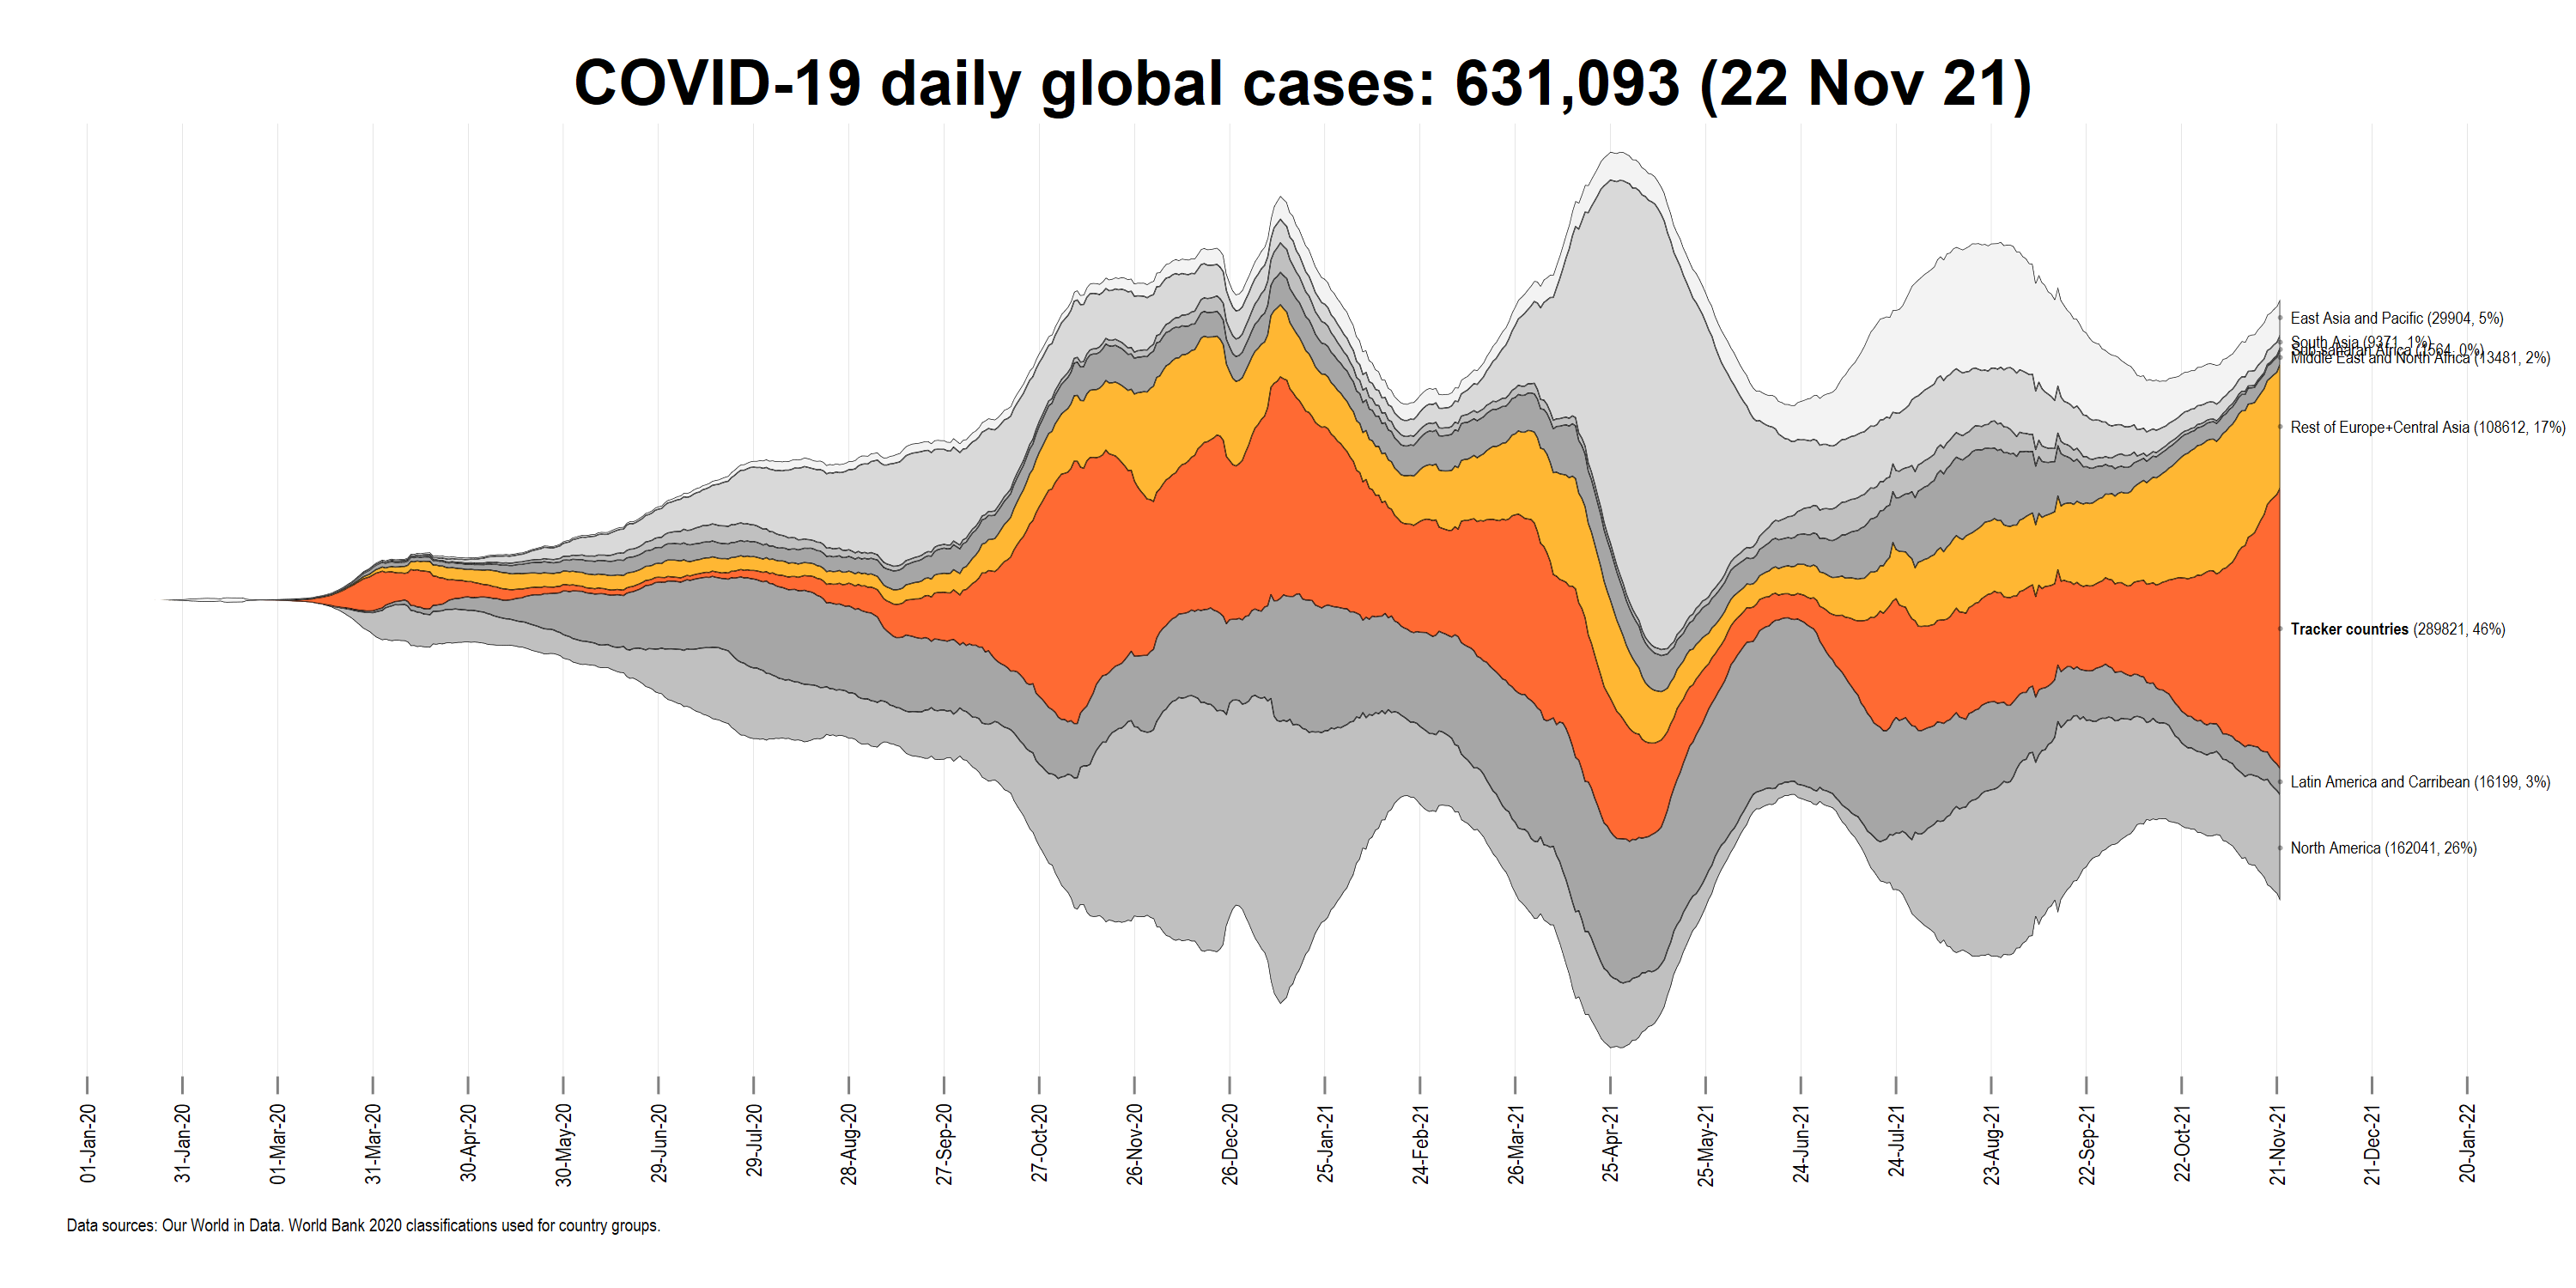 COVID-19 daily global cases: 631,093 (22 Nov 21)
East Asia and Pacific (29904, 5%)
South Asia (9371, 1%)
Sub-saharan Africa (1564, 0%)
Middle East and North Africa (13481, 2%)
Rest of Europe+Central Asia (108612, 17%)
Tracker countries (289821, 46%)
Latin America and Carribean (16199, 3%)
North America (162041, 26%)
01-Jan-20
31-Jan-20
01-Mar-20
31-Mar-20
30-Apr-20
30-May-20
29-Jun-20
29-Jul-20
28-Aug-20
27-Sep-20
27-Oct-20
26-Nov-20
26-Dec-20
25-Jan-21
24-Feb-21
26-Mar-21
25-Apr-21
25-May-21
24-Jun-21
24-Jul-21
23-Aug-21
22-Sep-21
22-Oct-21
21-Nov-21
21-Dec-21
20-Jan-22
Data sources: Our World in Data. World Bank 2020 classifications used for country groups.